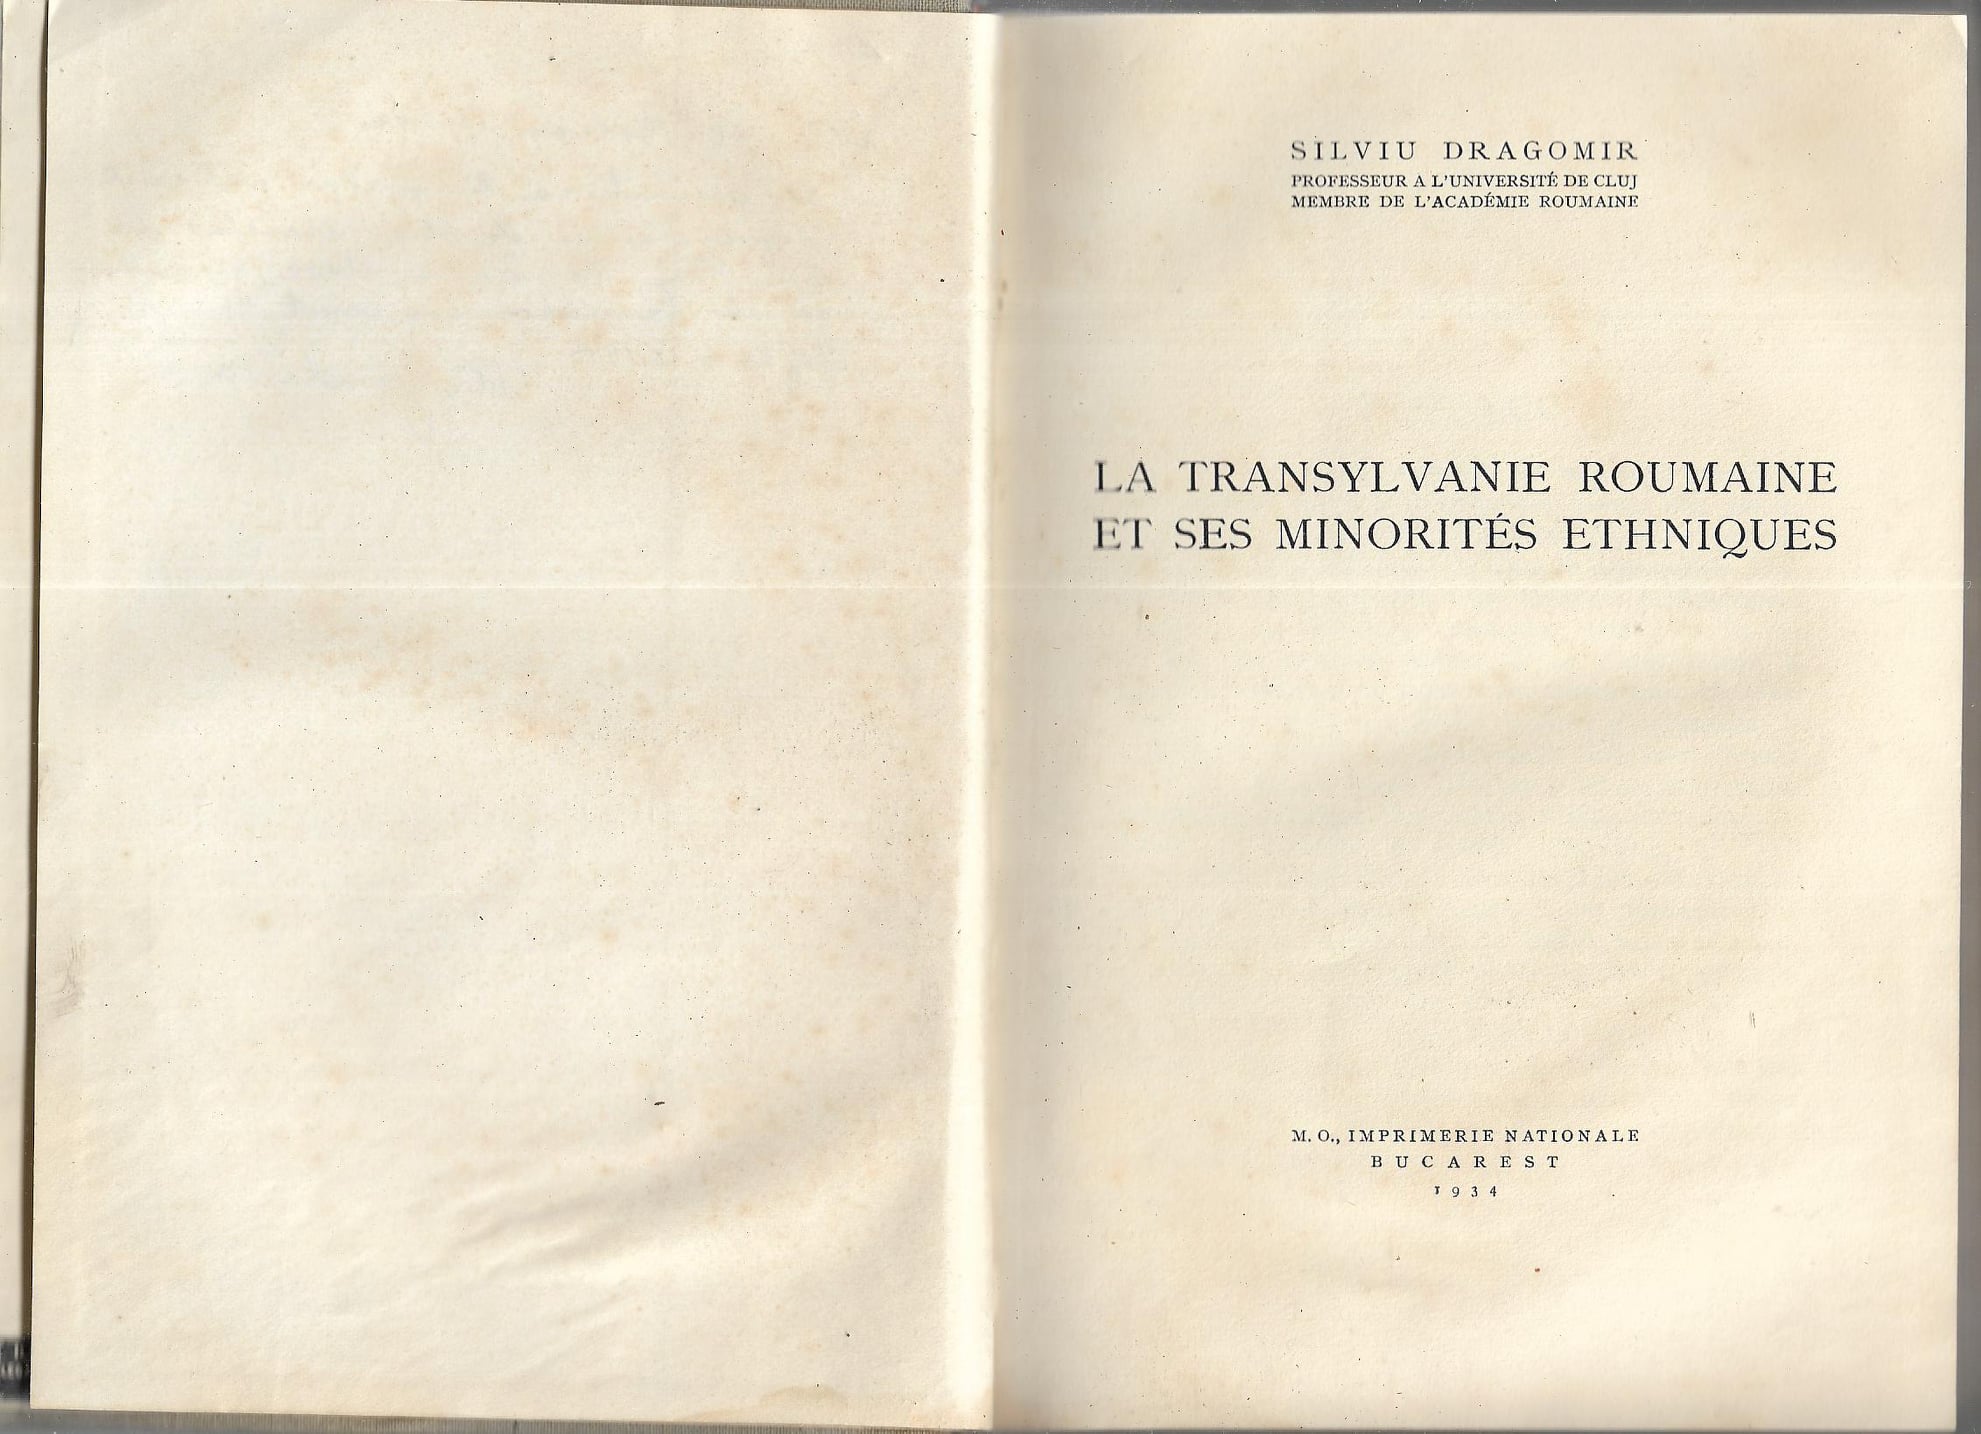 SILVIU DRAGOMIR
PROFESSEUR A L'UNIVERSITÉ DE CLUJ
MEMBRE DE L'ACADÉMIE ROUMAINE
LA TRANSYLVANIE ROUMAINE
ET SES MINORITÉS ETHNIQUES
M. O., IMPRIMERIE NATIONALE
BUCAREST
1934